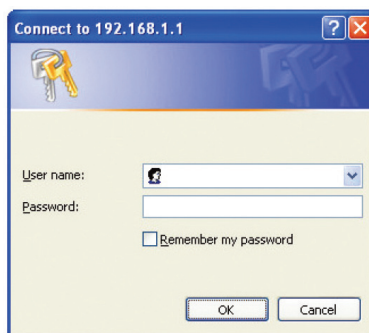 Connect to 192.168.1.1
User name:
Password:
Remember my password
OK Cancel